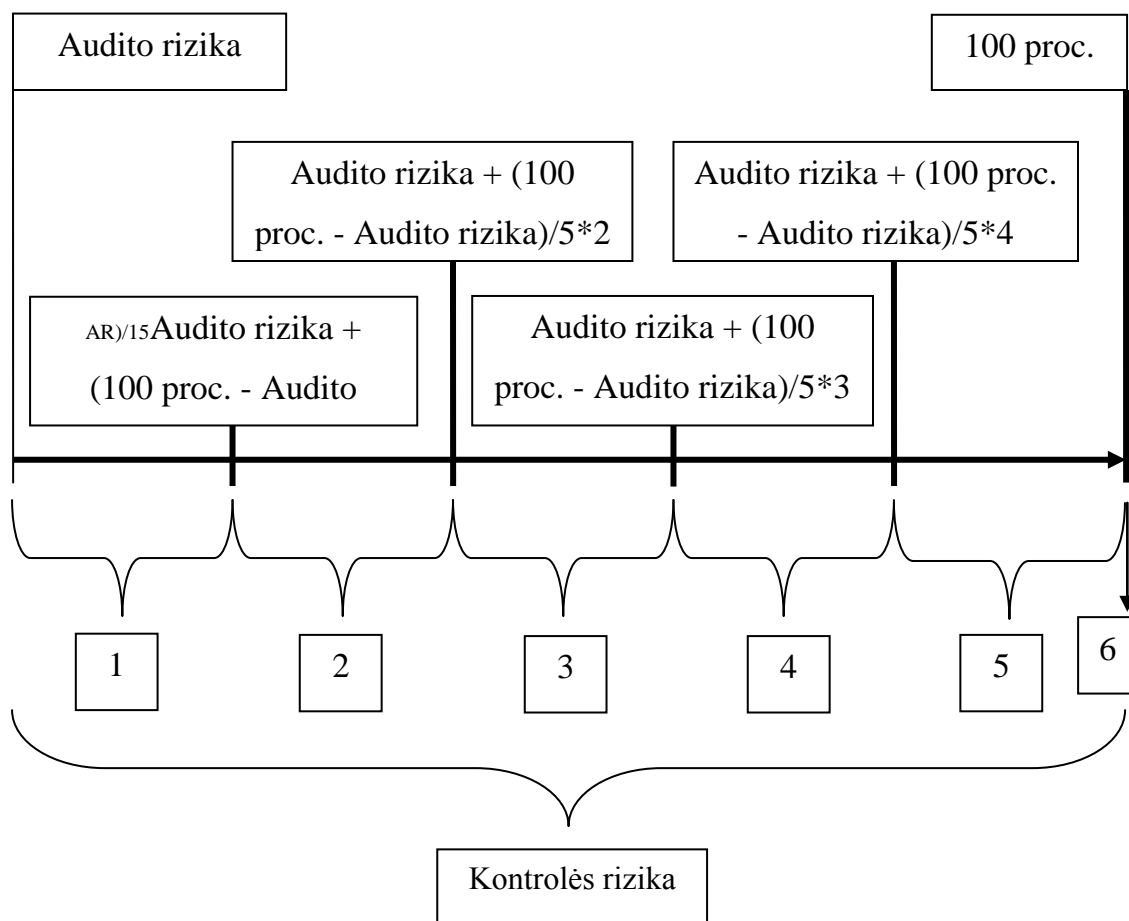 Audito rizika
100 proc.
Audito rizika + (100
proc. - Audito rizika)/5*2
Audito rizika + (100 proc.
- Audito rizika)/5*4
AR)/15Audito rizika +
(100 proc. - Audito
Audito rizika + (100
proc. - Audito rizika)/5*3
1
2
3
4
5
6
Kontrolės rizika